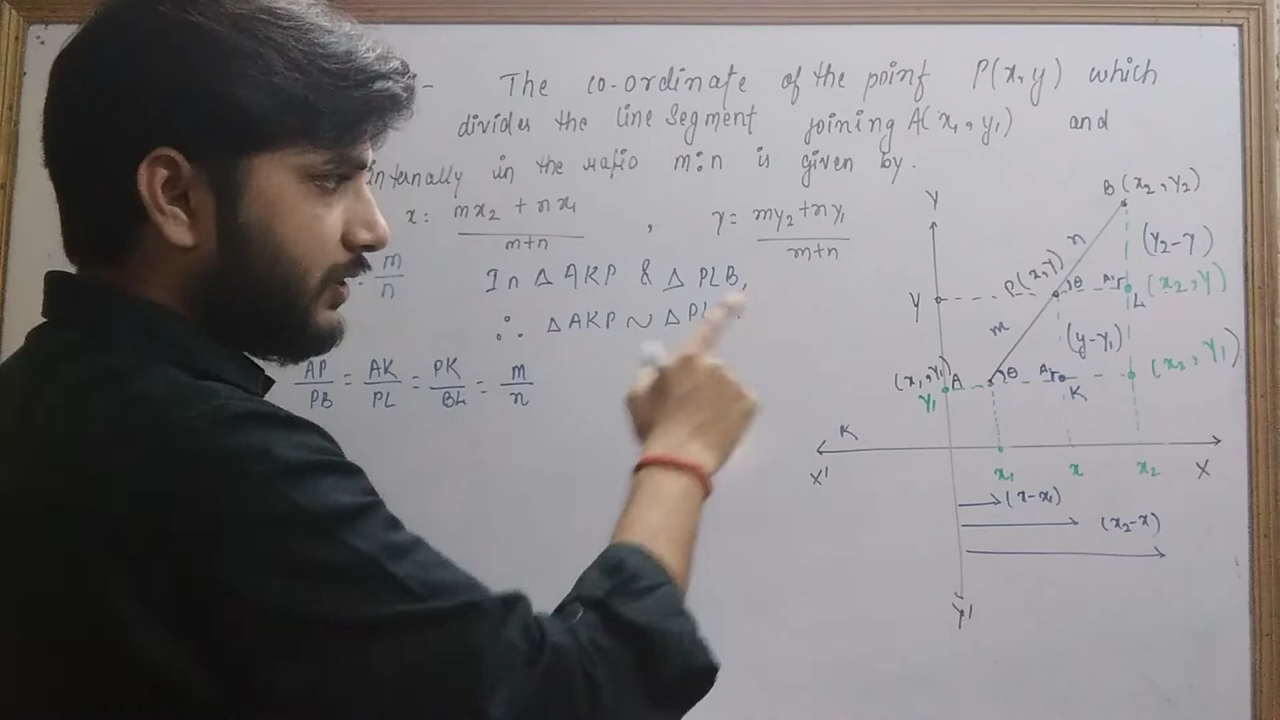 - The co-ordinate of the point P(x,y) which
divides the line segment joining A(x₁,y₁) and
internally in the ratio m:n is given by.
x = mx₂ + nx₁ / m+n , y = my₂+ny₁ / m+n
m/n In △ AKP & △ PLB,
∴ △AKP ~ △PL
AP/PB = AK/PL = PK/BL = m/n
Y
B(x₂,y₂)
n
(y₂-y)
P(x,y)
y
θ
L
(x₂,y)
m
(y-y₁)
(x₁,y₁) A
y₁
θ
K
(x₂,y₁)
K
X'
x₁
x
x₂
X
(x-x₁)
(x₂-x)
Y'